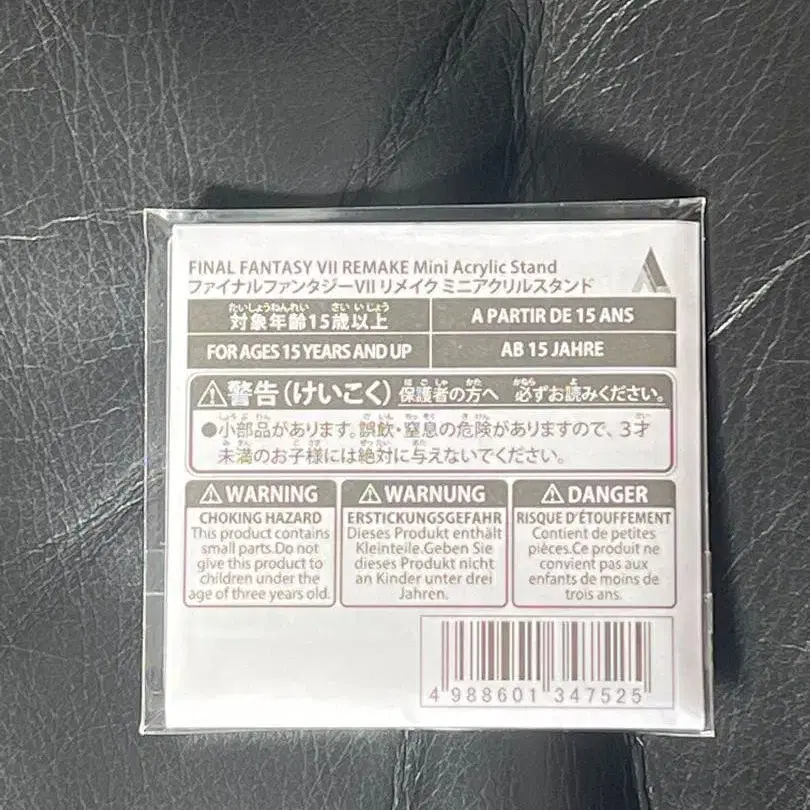 FINAL FANTASY VII REMAKE Mini Acrylic Stand
ファイナルファンタジーVII リメイク ミニアクリルスタンド
たいしょうねんれい さい いじょう
対象年齢15歳以上
A PARTIR DE 15 ANS
FOR AGES 15 YEARS AND UP
AB 15 JAHRE
ほ ご しゃ かた かなら よ
警告(けいこく) 保護者の方へ 必ずお読みください。
しょう ぶ ひん ご いん ちっ そく き けん さい
●小部品があります。誤飲・窒息の危険がありますので、3才
み まん こ さま ぜったい あた
未満のお子様には絶対に与えないでください。
WARNING
CHOKING HAZARD
This product contains
small parts.Do not
give this product to
children under the
age of three years old.
WARNUNG
ERSTICKUNGSGEFAHR
Dieses Produkt enthält
Kleinteile.Geben Sie
dieses Produkt nicht
an Kinder unter drei
Jahren.
DANGER
RISQUE D'ÉTOUFFEMENT
Contient de petites
pièces.Ce produit ne
convient pas aux
enfants de moins de
trois ans.
4 988601 347525